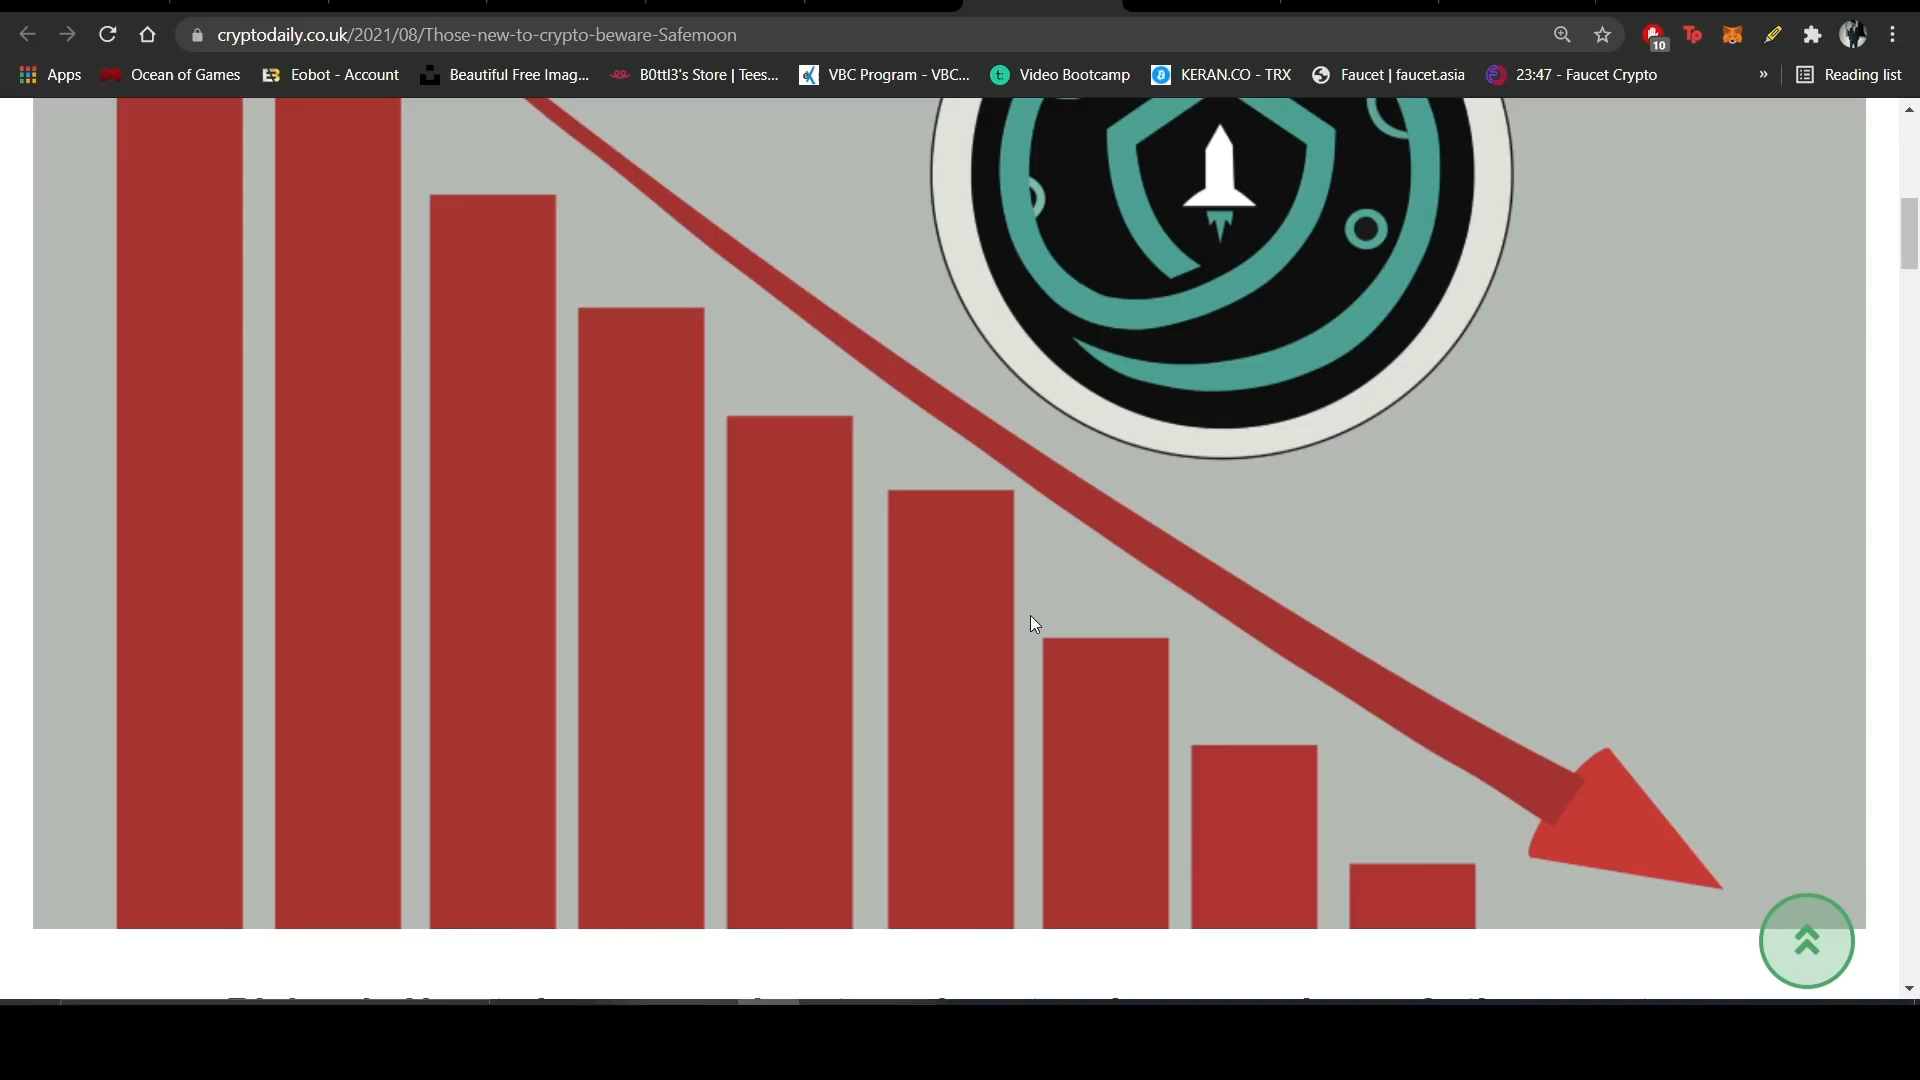 cryptodaily.co.uk/2021/08/Those-new-to-crypto-beware-Safemoon
10
Tp
Apps
Ocean of Games
Eobot - Account
Beautiful Free Imag...
B0ttl3's Store | Tees...
VBC Program - VBC...
Video Bootcamp
KERAN.CO - TRX
Faucet | faucet.asia
23:47 - Faucet Crypto
»
Reading list